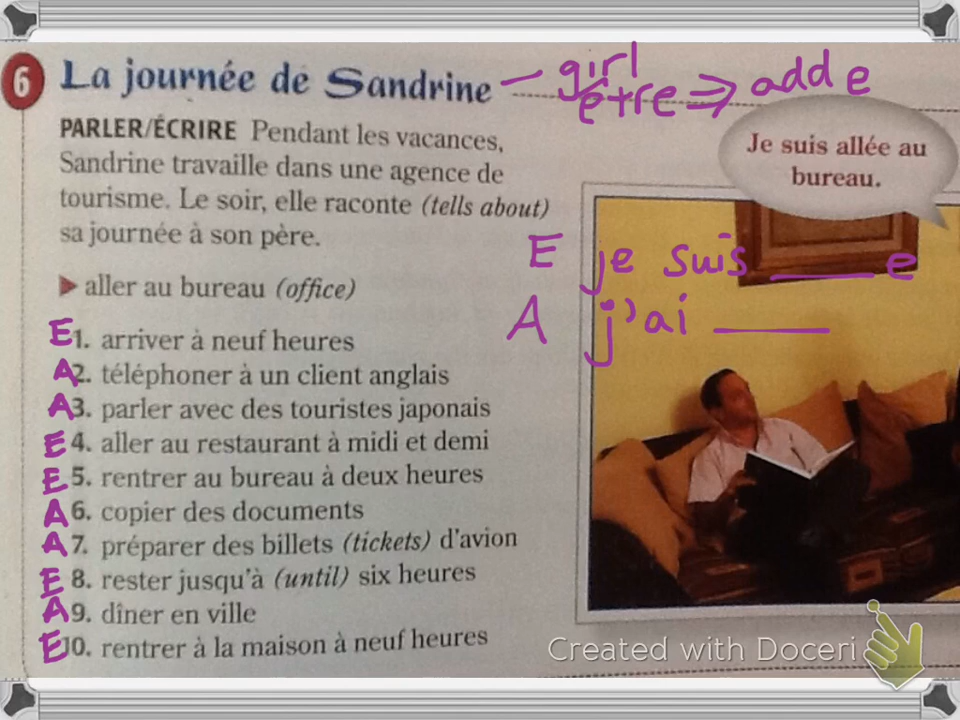 6 La journée de Sandrine – girl
être ⇒ add e
PARLER/ÉCRIRE Pendant les vacances,
Sandrine travaille dans une agence de
tourisme. Le soir, elle raconte (tells about)
sa journée à son père.
▶ aller au bureau (office)
E 1. arriver à neuf heures
A 2. téléphoner à un client anglais
A 3. parler avec des touristes japonais
E 4. aller au restaurant à midi et demi
E 5. rentrer au bureau à deux heures
A 6. copier des documents
A 7. préparer des billets (tickets) d'avion
E 8. rester jusqu'à (until) six heures
A 9. dîner en ville
E 10. rentrer à la maison à neuf heures
Je suis allée au
bureau.
E je suis ____ e
A j'ai ____
Created with Doceri